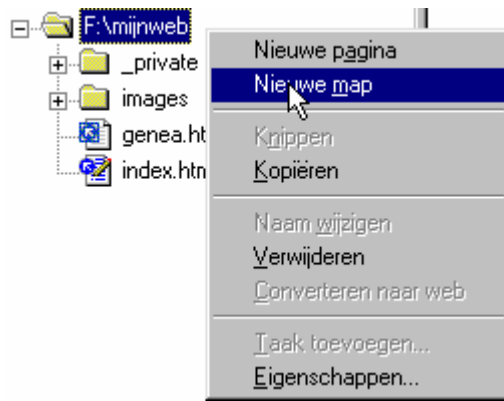 F:\mijnweb
_private
images
genea.ht
index.htn
Nieuwe pagina
Nieuwe map
Knippen
Kopiëren
Naam wijzigen
Verwijderen
Converteren naar web
Taak toevoegen...
Eigenschappen...